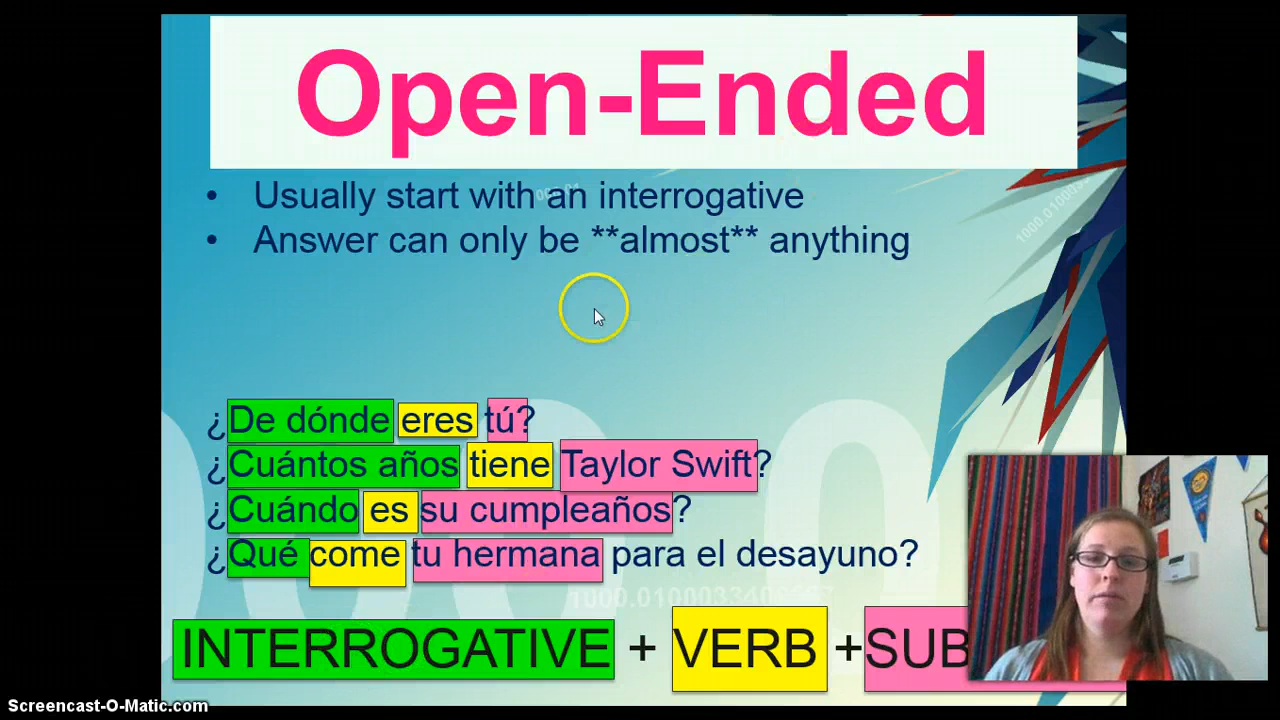 Open-Ended
• Usually start with an interrogative
• Answer can only be **almost** anything
¿De dónde eres tú?
¿Cuántos años tiene Taylor Swift?
¿Cuándo es su cumpleaños?
¿Qué come tu hermana para el desayuno?
INTERROGATIVE + VERB +SUB
Screencast-O-Matic.com